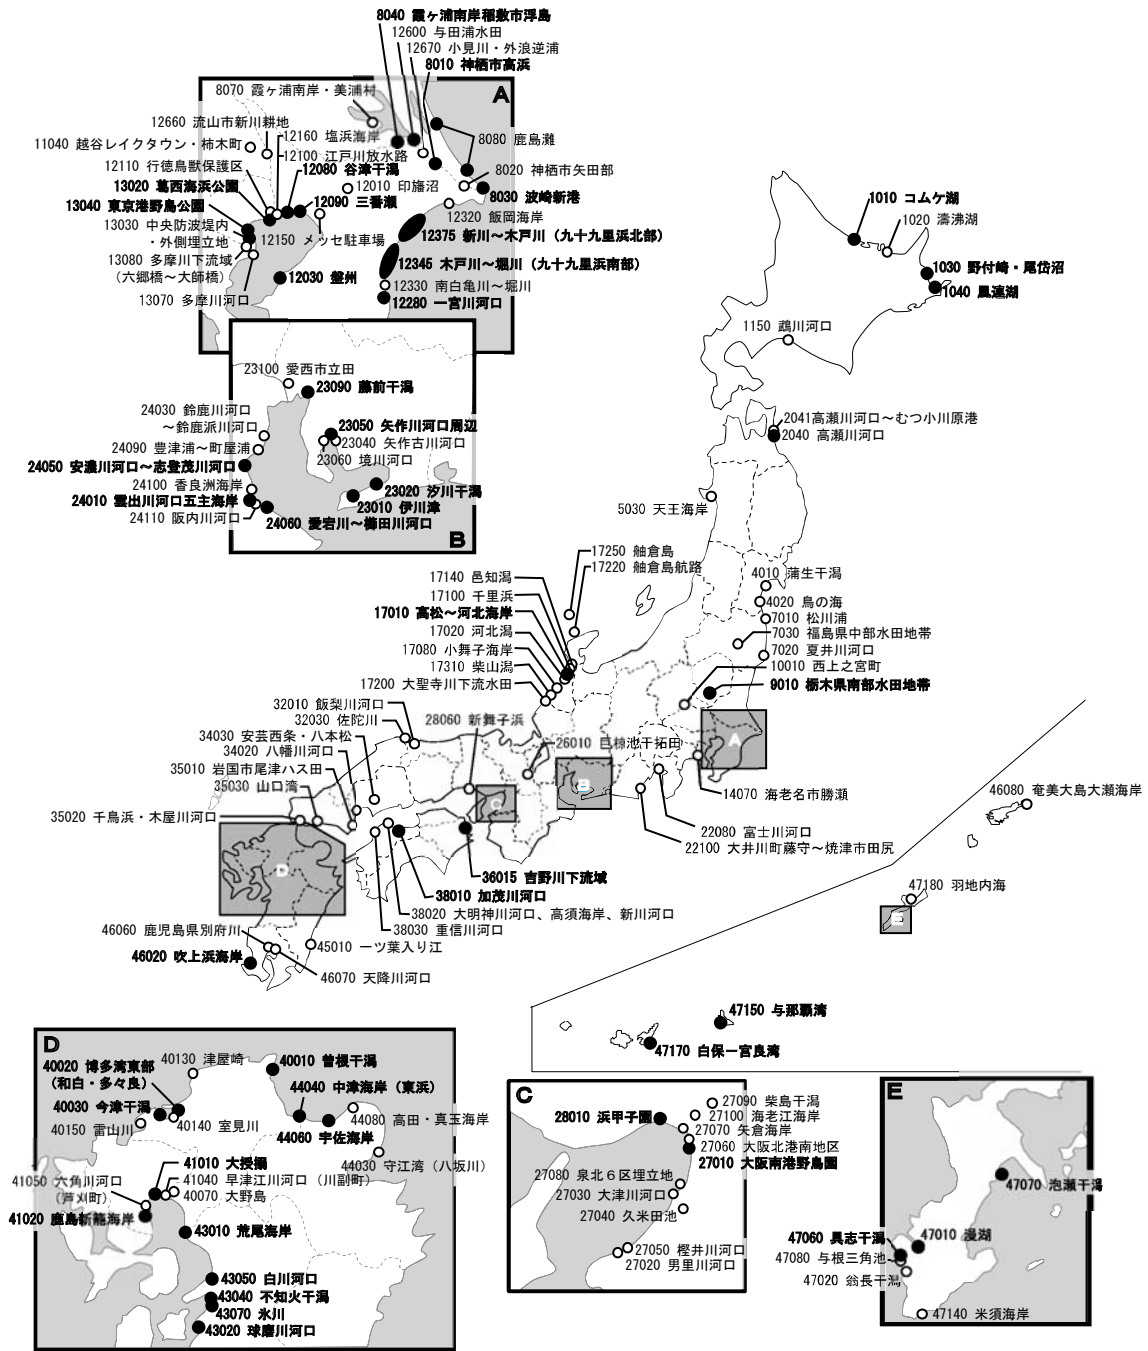 8040 霞ヶ浦南岸稲敷市浮島
12600 与田浦水田
12670 小見川・外浪逆浦
8010 神栖市高浜
A
8070 霞ヶ浦南岸・美浦村
12660 流山市新川耕地
11040 越谷レイクタウン・柿木町
12160 塩浜海岸
12100 江戸川放水路
12110 行徳鳥獣保護区
12080 谷津干潟
13020 葛西海浜公園
12010 印旛沼
13040 東京港野鳥公園
12090 三番瀬
13030 中央防波堤内
・外側埋立地
12150 メッセ駐車場
13080 多摩川下流域
(六郷橋～大師橋)
13070 多摩川河口
12030 盤州
8080 鹿島灘
8020 神栖市矢田部
8030 波崎新港
12320 飯岡海岸
12375 新川～木戸川（九十九里浜北部）
12345 木戸川～堀川（九十九里浜南部）
12330 南白亀川～堀川
12280 一宮川河口
1010 コムケ湖
1020 濤沸湖
1030 野付崎・尾岱沼
1040 風連湖
1150 鵡川河口
2041高瀬川河口～むつ小川原港
2040 高瀬川河口
5030 天王海岸
23100 愛西市立田
23090 藤前干潟
24030 鈴鹿川河口
～鈴鹿派川河口
23050 矢作川河口周辺
23040 矢作古川河口
24090 豊津浦～町屋浦
23060 境川河口
24050 安濃川河口～志登茂川河口
24100 香良洲海岸
23020 汐川干潟
24010 雲出川河口五主海岸
23010 伊川津
24110 阪内川河口
24060 愛宕川～櫛田川河口
B
17250 舳倉島
17220 舳倉島航路
17140 邑知潟
17100 千里浜
17010 高松～河北海岸
17020 河北潟
17080 小舞子海岸
17310 柴山潟
17200 大聖寺川下流水田
4010 蒲生干潟
4020 鳥の海
7010 松川浦
7030 福島県中部水田地帯
7020 夏井川河口
10010 西上之宮町
9010 栃木県南部水田地帯
32010 飯梨川河口
32030 佐陀川
28060 新舞子浜
34030 安芸西条・八本松
34020 八幡川河口
26010 巨椋池干拓田
35010 岩国市尾津ハス田
35030 山口湾
35020 千鳥浜・木屋川河口
A
B
C
D
14070 海老名市勝瀬
22080 富士川河口
22100 大井川町藤守～焼津市田尻
36015 吉野川下流域
38010 加茂川河口
38020 大明神川河口、高須海岸、新川河口
38030 重信川河口
46060 鹿児島県別府川
45010 一ツ葉入り江
46020 吹上浜海岸
46070 天降川河口
46080 奄美大島大瀬海岸
47180 羽地内海
E
47150 与那覇湾
47170 白保－宮良湾
D
40130 津屋崎
40010 曽根干潟
40020 博多湾東部
(和白・多々良)
44040 中津海岸（東浜）
40030 今津干潟
40150 雷山川
40140 室見川
44080 高田・真玉海岸
44060 宇佐海岸
44030 守江湾（八坂川）
41010 大授搦
41050 六角川河口
(芦刈町)
41040 早津江川河口（川副町）
40070 大野島
41020 鹿島新籠海岸
43010 荒尾海岸
43050 白川河口
43040 不知火干潟
43070 氷川
43020 球磨川河口
C
28010 浜甲子園
27090 柴島干潟
27100 海老江海岸
27070 矢倉海岸
27060 大阪北港南地区
27010 大阪南港野鳥園
27080 泉北６区埋立地
27030 大津川河口
27040 久米田池
27050 樫井川河口
27020 男里川河口
E
47070 泡瀬干潟
47060 具志干潟
47010 漫湖
47080 与根三角池
47020 翁長干潟
47140 米須海岸